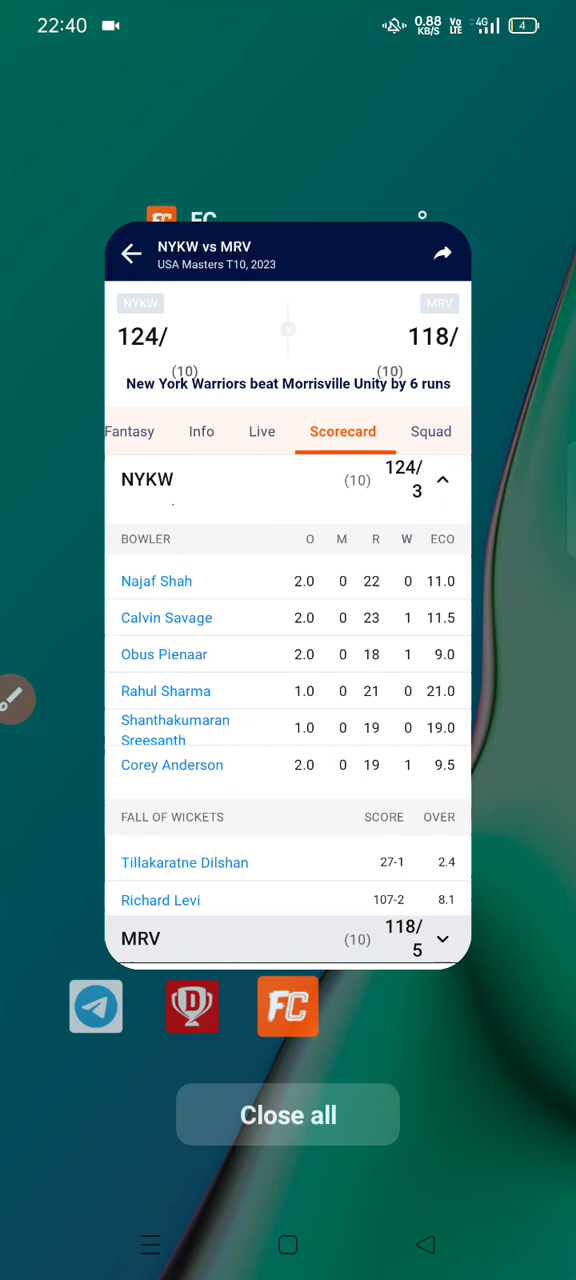 22:40 0.88 KB/S Vo LTE 4G 4
FC
NYKW vs MRV
USA Masters T10, 2023
NYKW MRV
124/ 118/
(10) (10)
New York Warriors beat Morrisville Unity by 6 runs
Fantasy Info Live Scorecard Squad
NYKW (10) 124/
3
BOWLER O M R W ECO
Najaf Shah 2.0 0 22 0 11.0
Calvin Savage 2.0 0 23 1 11.5
Obus Pienaar 2.0 0 18 1 9.0
Rahul Sharma 1.0 0 21 0 21.0
Shanthakumaran
Sreesanth 1.0 0 19 0 19.0
Corey Anderson 2.0 0 19 1 9.5
FALL OF WICKETS SCORE OVER
Tillakaratne Dilshan 27-1 2.4
Richard Levi 107-2 8.1
MRV (10) 118/
5
D FC
Close all